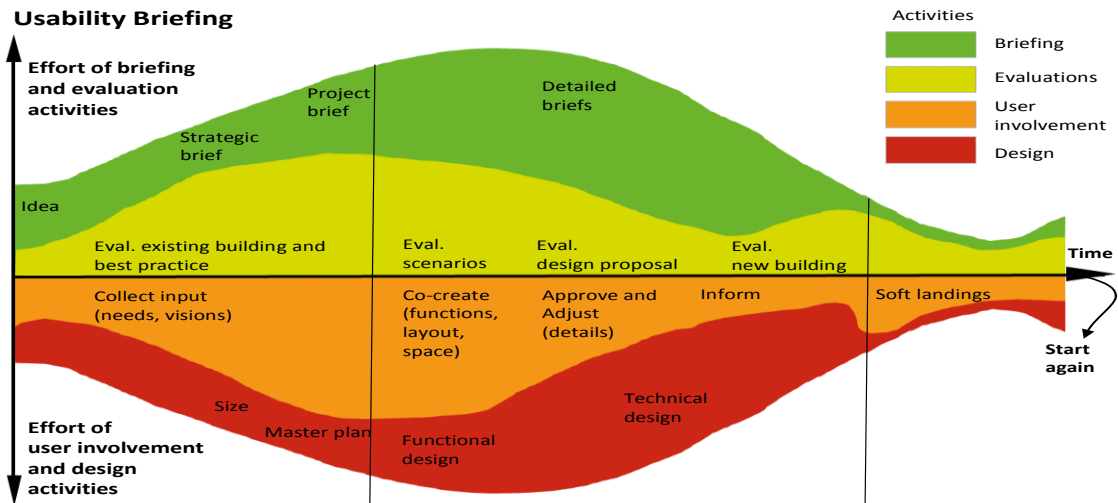 Usability Briefing
Activities
Briefing
Evaluations
User
involvement
Design
Effort of briefing
and evaluation
activities
Idea
Strategic
brief
Project
brief
Detailed
briefs
Eval. existing building and
best practice
Eval.
scenarios
Eval.
design proposal
Eval.
new building
Time
Collect input
(needs, visions)
Co-create
(functions,
layout,
space)
Approve and
Adjust
(details)
Inform
Soft landings
Start
again
Size
Master plan
Functional
design
Technical
design
Effort of
user involvement
and design
activities